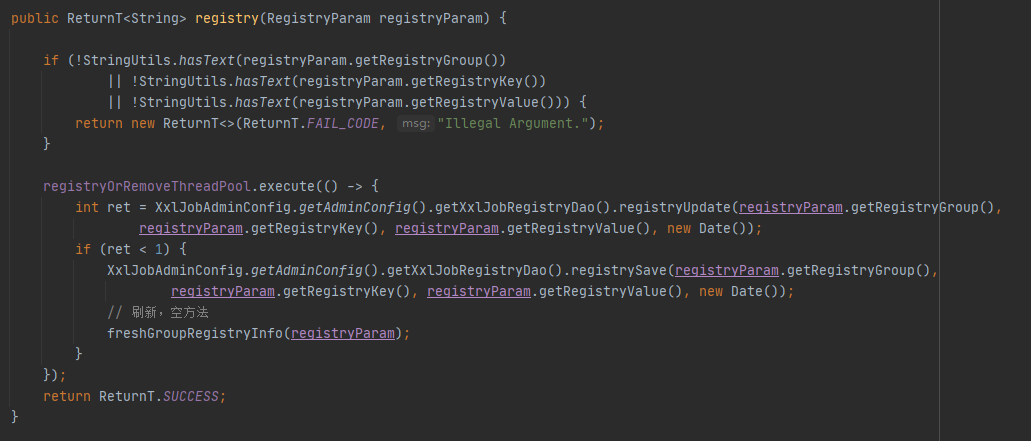 public ReturnT<String> registry(RegistryParam registryParam) {
if (!StringUtils.hasText(registryParam.getRegistryGroup())
|| !StringUtils.hasText(registryParam.getRegistryKey())
|| !StringUtils.hasText(registryParam.getRegistryValue())) {
return new ReturnT<>(ReturnT.FAIL_CODE, msg: "Illegal Argument.");
}
registryOrRemoveThreadPool.execute(() -> {
int ret = XxlJobAdminConfig.getAdminConfig().getXxlJobRegistryDao().registryUpdate(registryParam.getRegistryGroup(),
registryParam.getRegistryKey(), registryParam.getRegistryValue(), new Date());
if (ret < 1) {
XxlJobAdminConfig.getAdminConfig().getXxlJobRegistryDao().registrySave(registryParam.getRegistryGroup(),
registryParam.getRegistryKey(), registryParam.getRegistryValue(), new Date());
// 刷新，空方法
freshGroupRegistryInfo(registryParam);
}
});
return ReturnT.SUCCESS;
}